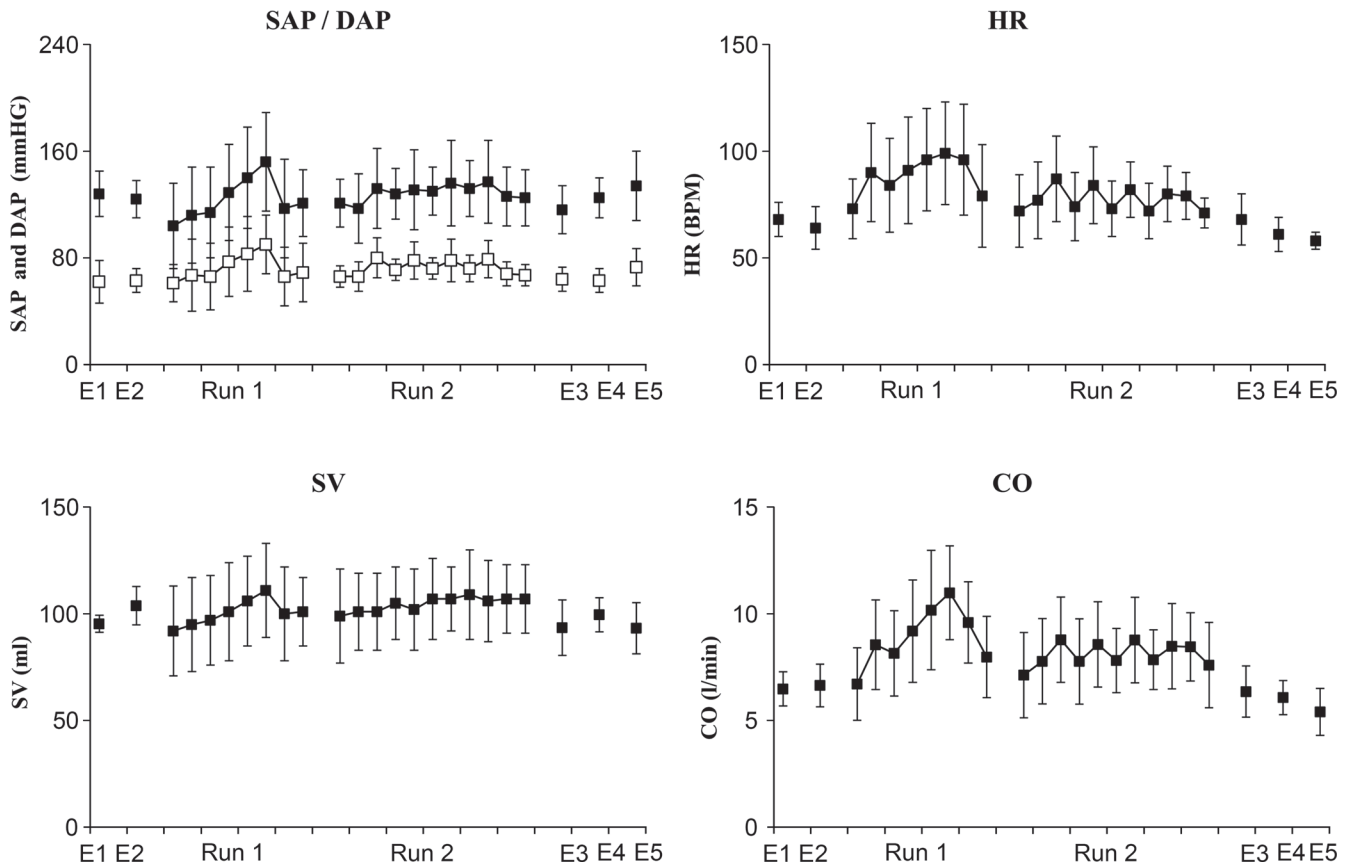 SAP / DAP
SAP and DAP (mmHG)
240
160
80
0
E1 E2 Run 1 Run 2 E3 E4 E5
HR
HR (BPM)
150
100
50
0
E1 E2 Run 1 Run 2 E3 E4 E5
SV
SV (ml)
150
100
50
0
E1 E2 Run 1 Run 2 E3 E4 E5
CO
CO (l/min)
15
10
5
0
E1 E2 Run 1 Run 2 E3 E4 E5